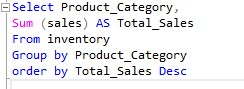 Select Product_Category,
Sum (sales) AS Total_Sales
From inventory
Group by Product_Category
order by Total_Sales Desc